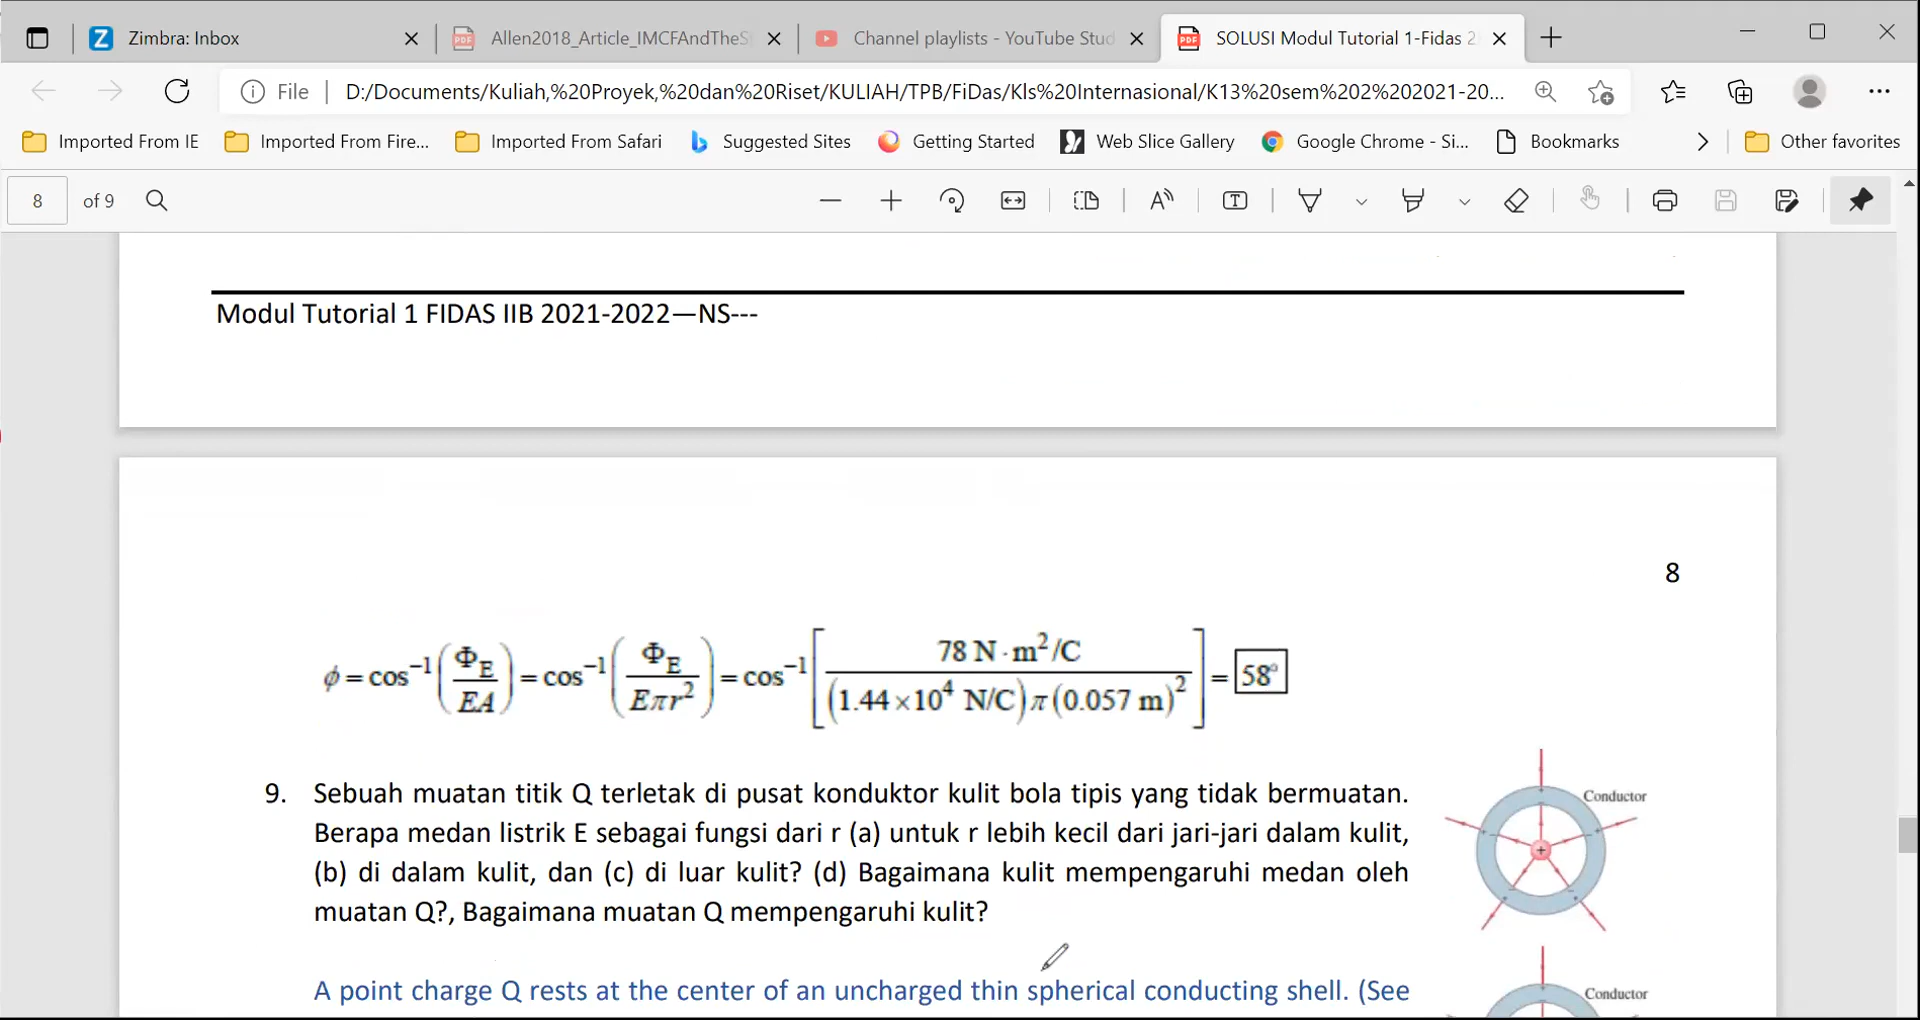 Zimbra: Inbox
Allen2018_Article_IMCFAndTheS
Channel playlists - YouTube Stud
SOLUSI Modul Tutorial 1-Fidas 2
File
D:/Documents/Kuliah,%20Proyek,%20dan%20Riset/KULIAH/TPB/FiDas/Kls%20Internasional/K13%20sem%202%202021-20...
Imported From IE
Imported From Fire...
Imported From Safari
Suggested Sites
Getting Started
Web Slice Gallery
Google Chrome - Si...
Bookmarks
Other favorites
8 of 9
Modul Tutorial 1 FIDAS IIB 2021-2022—NS---
8
ϕ = cos⁻¹(Φ_E / EA) = cos⁻¹(Φ_E / Eπr²) = cos⁻¹[78 N·m²/C / (1.44×10⁴ N/C)π(0.057 m)²] = 58°
9. Sebuah muatan titik Q terletak di pusat konduktor kulit bola tipis yang tidak bermuatan.
Berapa medan listrik E sebagai fungsi dari r (a) untuk r lebih kecil dari jari-jari dalam kulit,
(b) di dalam kulit, dan (c) di luar kulit? (d) Bagaimana kulit mempengaruhi medan oleh
muatan Q?, Bagaimana muatan Q mempengaruhi kulit?
Conductor
A point charge Q rests at the center of an uncharged thin spherical conducting shell. (See
Conductor